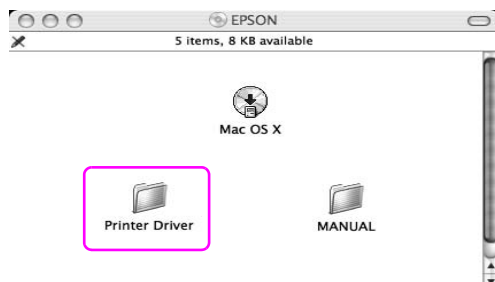 EPSON
5 items, 8 KB available
Mac OS X
Printer Driver
MANUAL